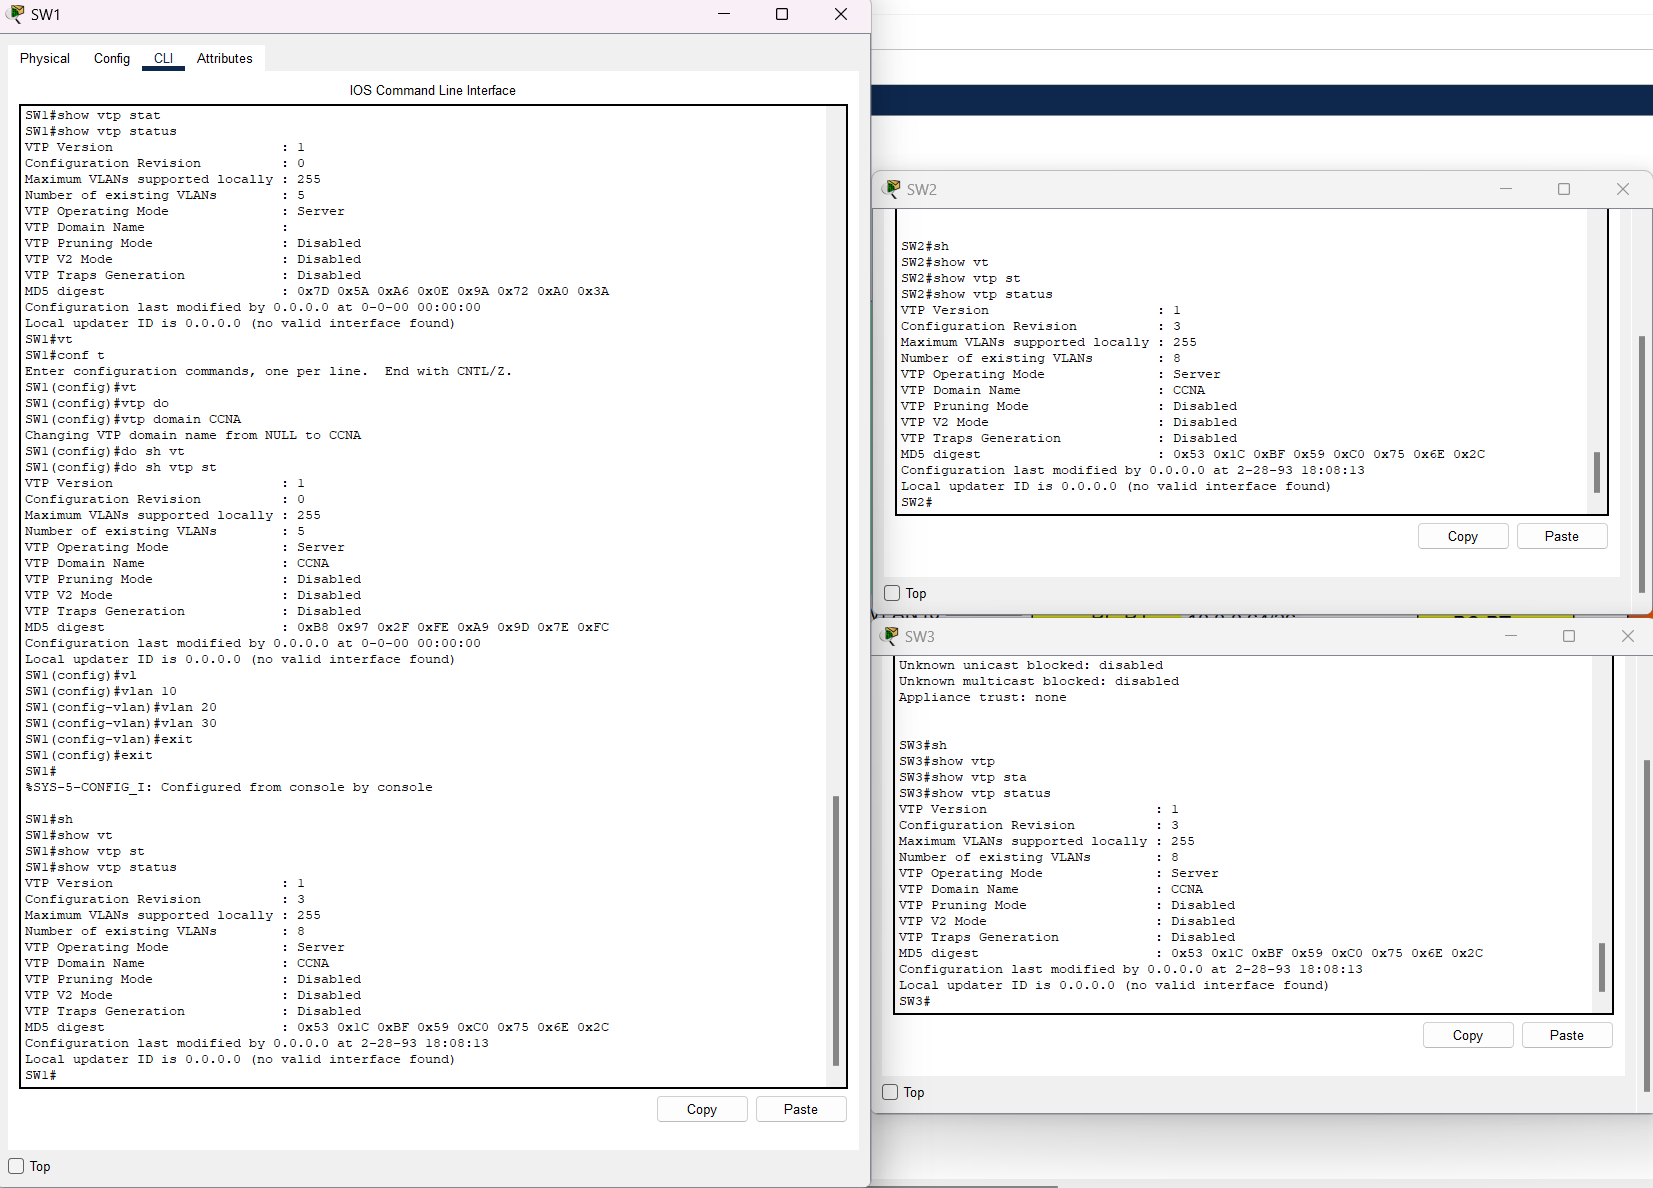 SW1
Physical Config CLI Attributes
IOS Command Line Interface
SW1#show vtp stat
SW1#show vtp status
VTP Version : 1
Configuration Revision : 0
Maximum VLANs supported locally : 255
Number of existing VLANs : 5
VTP Operating Mode : Server
VTP Domain Name :
VTP Pruning Mode : Disabled
VTP V2 Mode : Disabled
VTP Traps Generation : Disabled
MD5 digest : 0x7D 0x5A 0xA6 0x0E 0x9A 0x72 0xA0 0x3A
Configuration last modified by 0.0.0.0 at 0-0-00 00:00:00
Local updater ID is 0.0.0.0 (no valid interface found)
SW1#vt
SW1#conf t
Enter configuration commands, one per line. End with CNTL/Z.
SW1(config)#vt
SW1(config)#vtp do
SW1(config)#vtp domain CCNA
Changing VTP domain name from NULL to CCNA
SW1(config)#do sh vt
SW1(config)#do sh vtp st
VTP Version : 1
Configuration Revision : 0
Maximum VLANs supported locally : 255
Number of existing VLANs : 5
VTP Operating Mode : Server
VTP Domain Name : CCNA
VTP Pruning Mode : Disabled
VTP V2 Mode : Disabled
VTP Traps Generation : Disabled
MD5 digest : 0xB8 0x97 0x2F 0xFE 0xA9 0x9D 0x7E 0xFC
Configuration last modified by 0.0.0.0 at 0-0-00 00:00:00
Local updater ID is 0.0.0.0 (no valid interface found)
SW1(config)#vl
SW1(config)#vlan 10
SW1(config-vlan)#vlan 20
SW1(config-vlan)#vlan 30
SW1(config-vlan)#exit
SW1(config)#exit
SW1#
%SYS-5-CONFIG_I: Configured from console by console
SW1#sh
SW1#show vt
SW1#show vtp st
SW1#show vtp status
VTP Version : 1
Configuration Revision : 3
Maximum VLANs supported locally : 255
Number of existing VLANs : 8
VTP Operating Mode : Server
VTP Domain Name : CCNA
VTP Pruning Mode : Disabled
VTP V2 Mode : Disabled
VTP Traps Generation : Disabled
MD5 digest : 0x53 0x1C 0xBF 0x59 0xC0 0x75 0x6E 0x2C
Configuration last modified by 0.0.0.0 at 2-28-93 18:08:13
Local updater ID is 0.0.0.0 (no valid interface found)
SW1#
Copy Paste
Top
SW2
SW2#sh
SW2#show vt
SW2#show vtp st
SW2#show vtp status
VTP Version : 1
Configuration Revision : 3
Maximum VLANs supported locally : 255
Number of existing VLANs : 8
VTP Operating Mode : Server
VTP Domain Name : CCNA
VTP Pruning Mode : Disabled
VTP V2 Mode : Disabled
VTP Traps Generation : Disabled
MD5 digest : 0x53 0x1C 0xBF 0x59 0xC0 0x75 0x6E 0x2C
Configuration last modified by 0.0.0.0 at 2-28-93 18:08:13
Local updater ID is 0.0.0.0 (no valid interface found)
SW2#
Copy Paste
Top
SW3
Unknown unicast blocked: disabled
Unknown multicast blocked: disabled
Appliance trust: none
SW3#sh
SW3#show vtp
SW3#show vtp sta
SW3#show vtp status
VTP Version : 1
Configuration Revision : 3
Maximum VLANs supported locally : 255
Number of existing VLANs : 8
VTP Operating Mode : Server
VTP Domain Name : CCNA
VTP Pruning Mode : Disabled
VTP V2 Mode : Disabled
VTP Traps Generation : Disabled
MD5 digest : 0x53 0x1C 0xBF 0x59 0xC0 0x75 0x6E 0x2C
Configuration last modified by 0.0.0.0 at 2-28-93 18:08:13
Local updater ID is 0.0.0.0 (no valid interface found)
SW3#
Copy Paste
Top